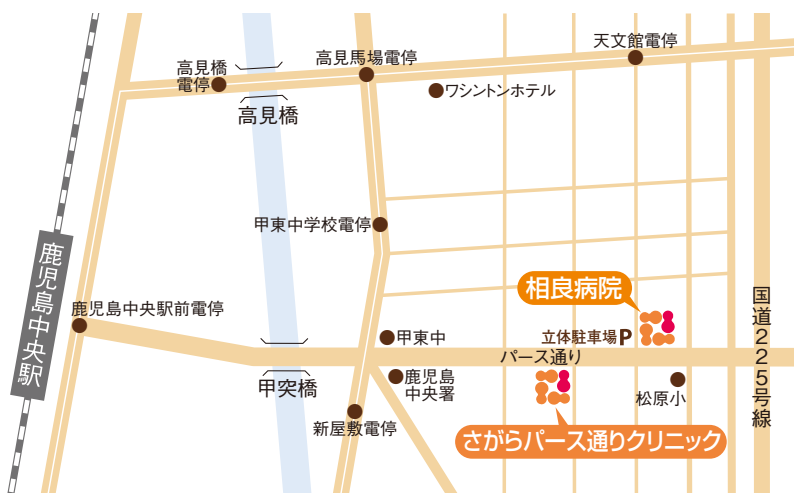 天文館電停
高見馬場電停
高見橋
電停
ワシントンホテル
高見橋
甲東中学校電停
鹿児島中央駅
相良病院
国道225号線
鹿児島中央駅前電停
甲東中
立体駐車場P
パース通り
甲突橋
鹿児島
中央署
松原小
新屋敷電停
さがらパース通りクリニック